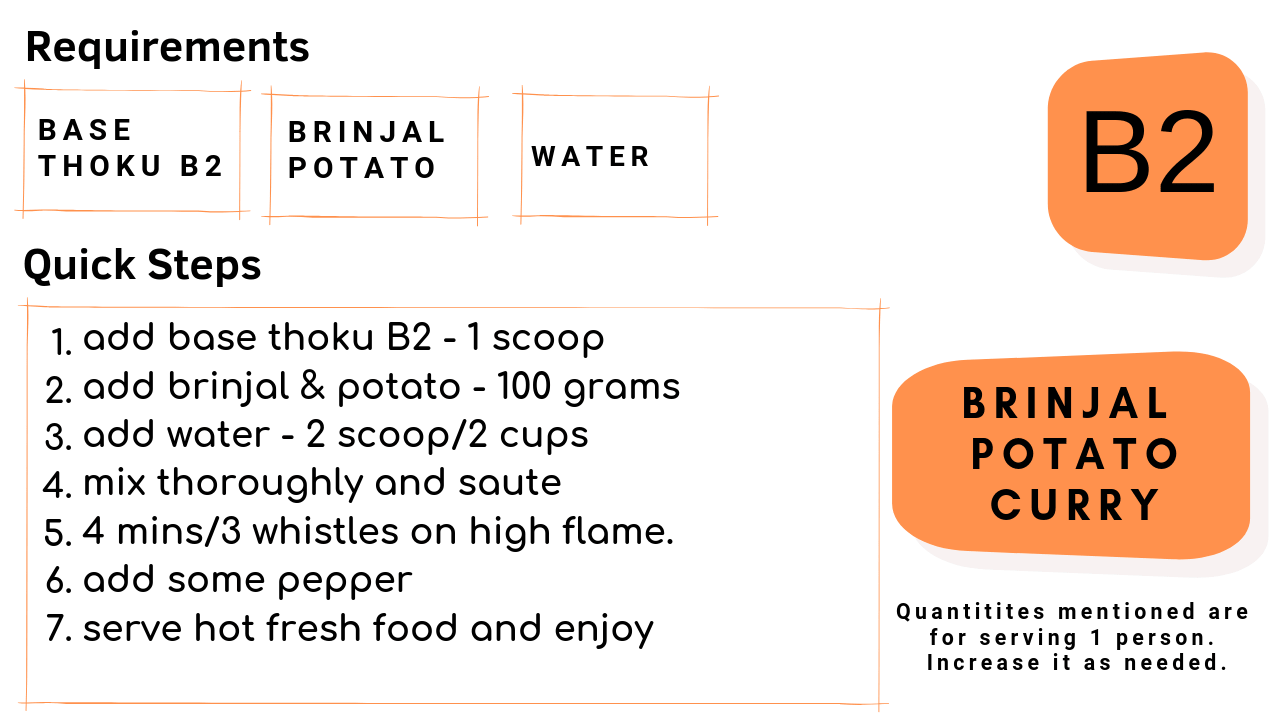 Requirements
BASE
THOKU B2
BRINJAL
POTATO
WATER
B2
Quick Steps
1. add base thoku B2 - 1 scoop
2. add brinjal & potato - 100 grams
3. add water - 2 scoop/2 cups
4. mix thoroughly and saute
5. 4 mins/3 whistles on high flame.
6. add some pepper
7. serve hot fresh food and enjoy
BRINJAL
POTATO
CURRY
Quantitites mentioned are
for serving 1 person.
Increase it as needed.